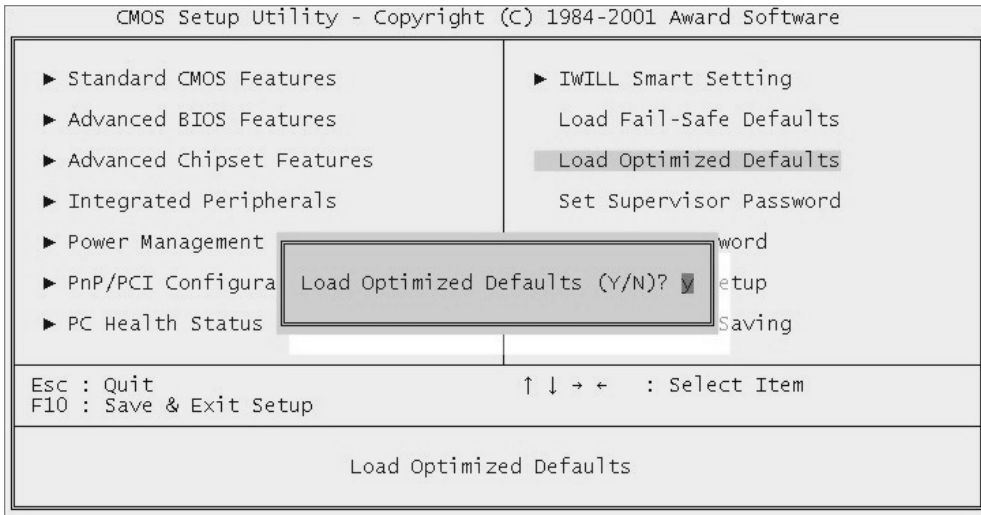 CMOS Setup Utility - Copyright (C) 1984-2001 Award Software
► Standard CMOS Features
► Advanced BIOS Features
► Advanced Chipset Features
► Integrated Peripherals
► Power Management
► PnP/PCI Configura
► PC Health Status
► IWILL Smart Setting
Load Fail-Safe Defaults
Load Optimized Defaults
Set Supervisor Password
word
etup
Saving
Load Optimized Defaults (Y/N)? y
Esc : Quit
F10 : Save & Exit Setup
↑ ↓ → ← : Select Item
Load Optimized Defaults